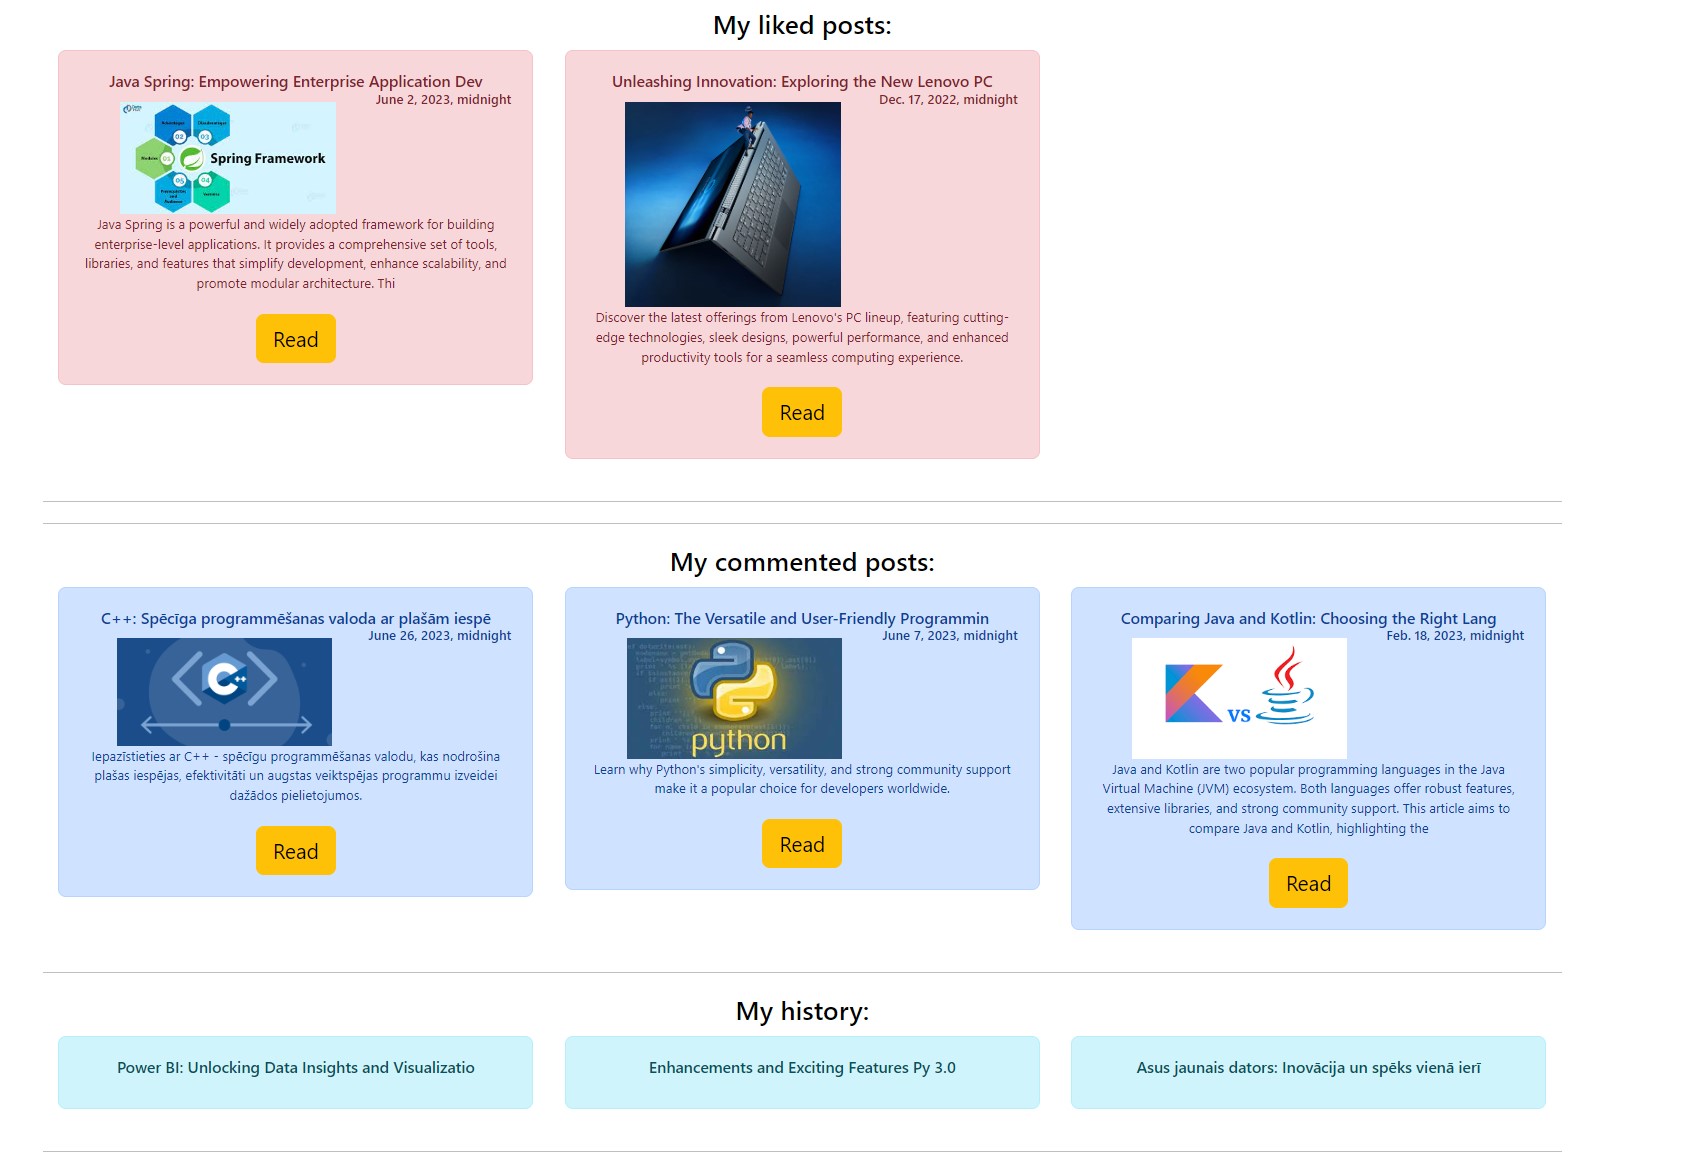 My liked posts:
Java Spring: Empowering Enterprise Application Dev
June 2, 2023, midnight
02
03
01
Spring Framework
05
04
Java Spring is a powerful and widely adopted framework for building
enterprise-level applications. It provides a comprehensive set of tools,
libraries, and features that simplify development, enhance scalability, and
promote modular architecture. Thi
Read
Unleashing Innovation: Exploring the New Lenovo PC
Dec. 17, 2022, midnight
Discover the latest offerings from Lenovo's PC lineup, featuring cutting-
edge technologies, sleek designs, powerful performance, and enhanced
productivity tools for a seamless computing experience.
Read
My commented posts:
C++: Spēcīga programmēšanas valoda ar plašām iespē
June 26, 2023, midnight
C++
Iepazīstieties ar C++ - spēcīgu programmēšanas valodu, kas nodrošina
plašas iespējas, efektivitāti un augstas veiktspējas programmu izveidei
dažādos pielietojumos.
Read
Python: The Versatile and User-Friendly Programmin
June 7, 2023, midnight
python
Learn why Python's simplicity, versatility, and strong community support
make it a popular choice for developers worldwide.
Read
Comparing Java and Kotlin: Choosing the Right Lang
Feb. 18, 2023, midnight
VS
Java and Kotlin are two popular programming languages in the Java
Virtual Machine (JVM) ecosystem. Both languages offer robust features,
extensive libraries, and strong community support. This article aims to
compare Java and Kotlin, highlighting the
Read
My history:
Power BI: Unlocking Data Insights and Visualizatio
Enhancements and Exciting Features Py 3.0
Asus jaunais dators: Inovācija un spēks vienā ierī